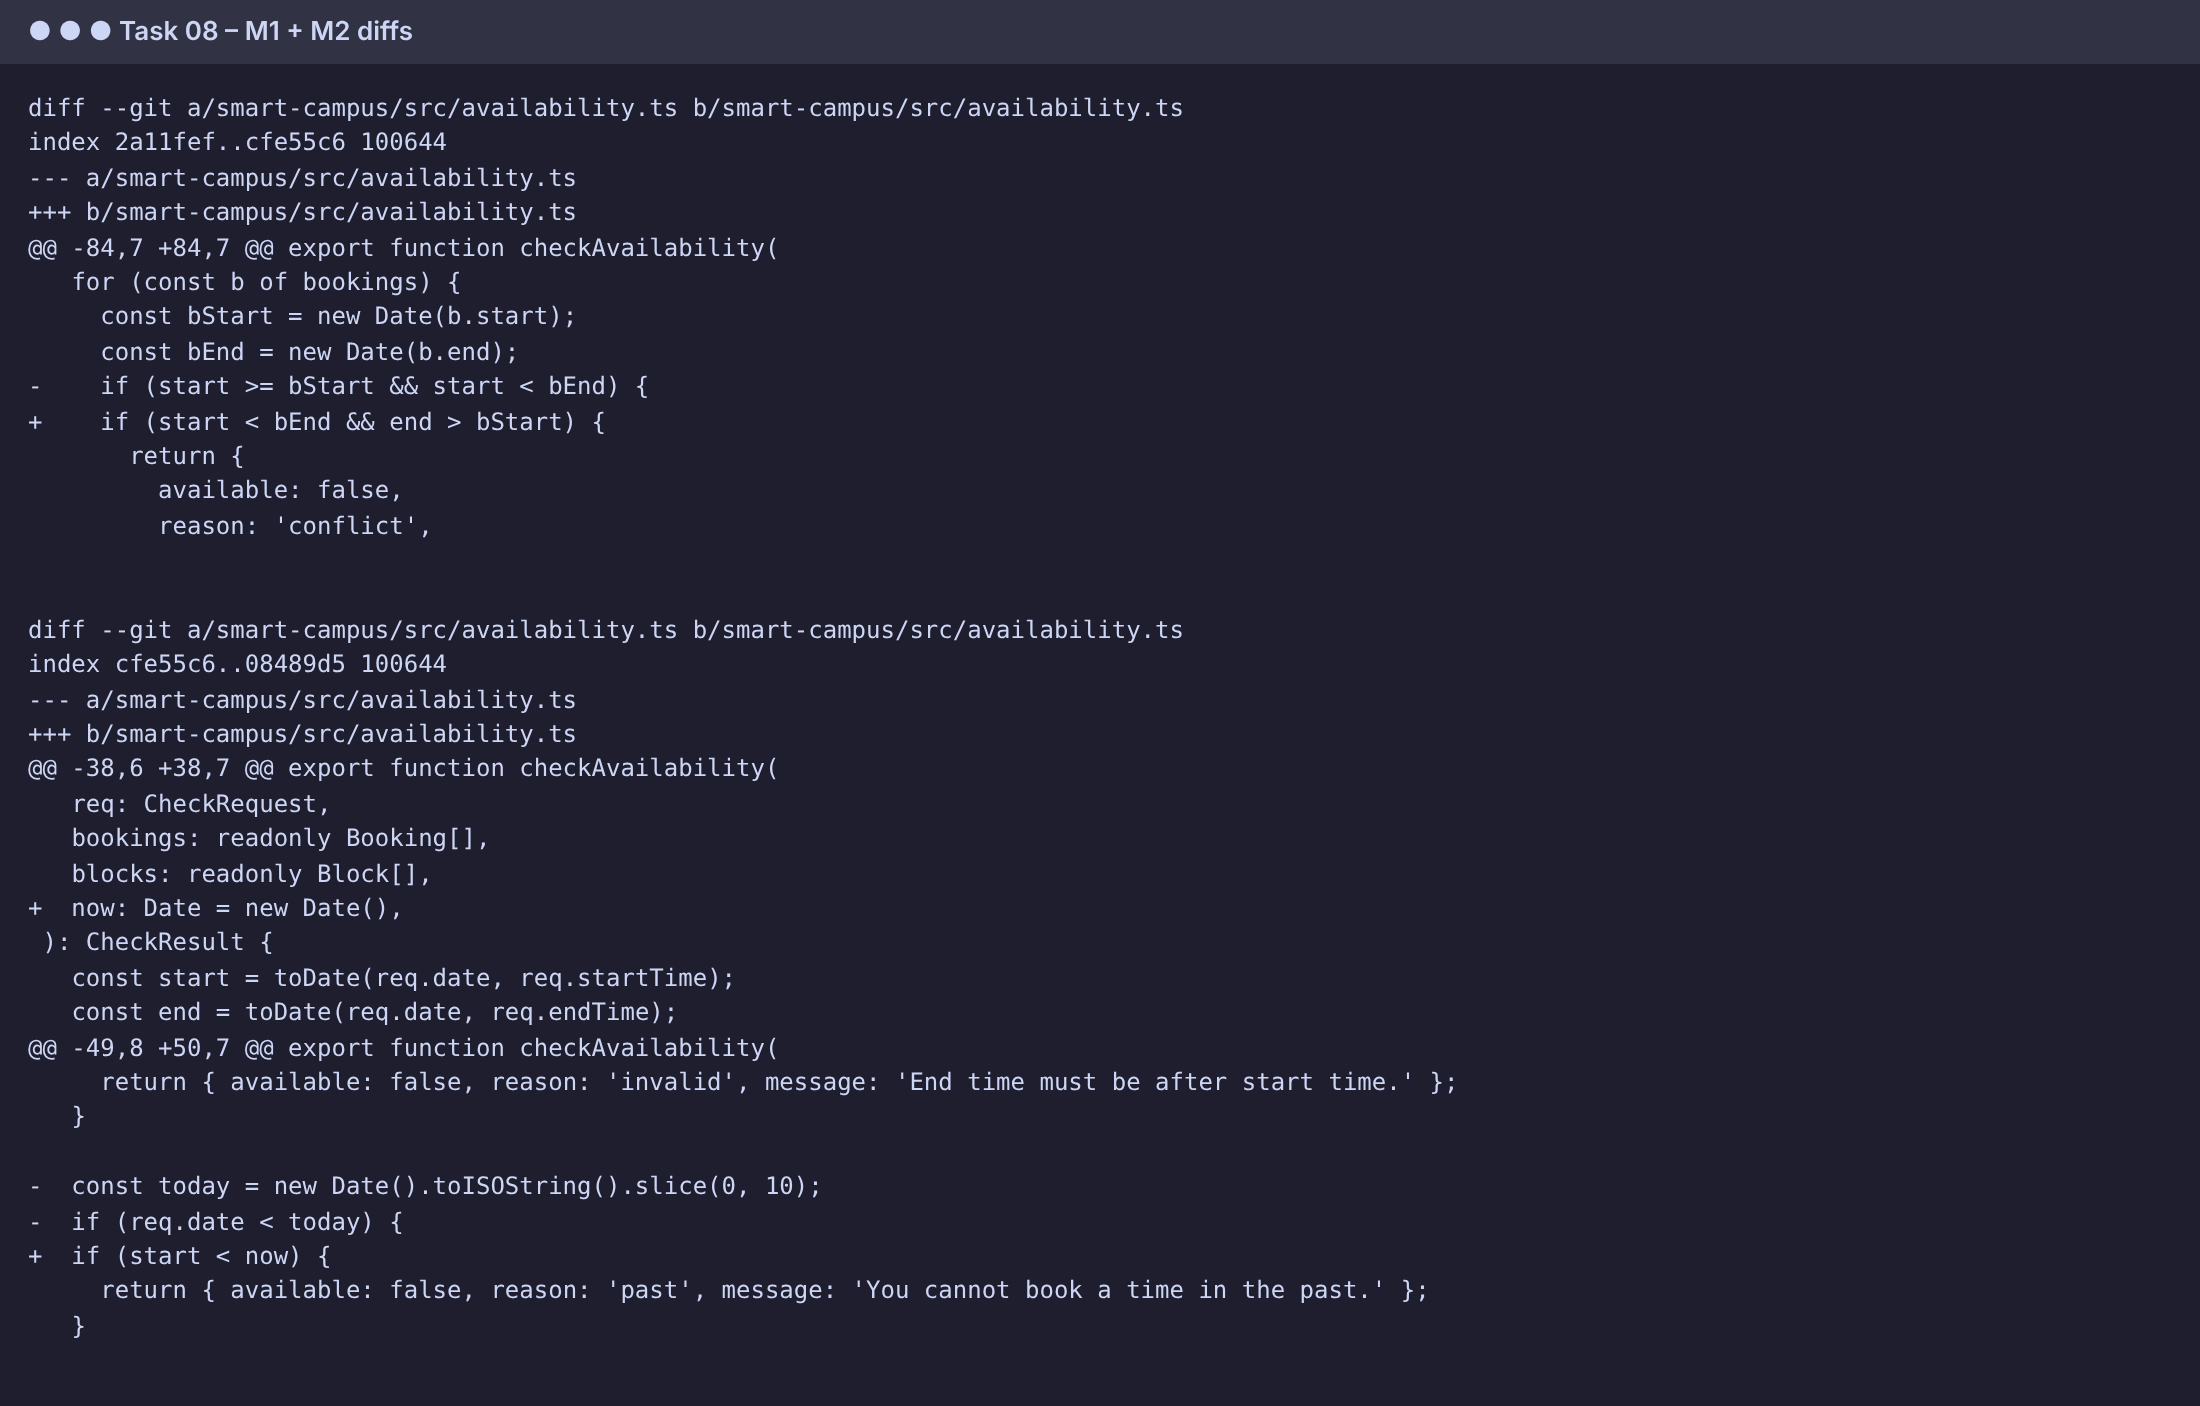 Task 08 – M1 + M2 diffs
diff --git a/smart-campus/src/availability.ts b/smart-campus/src/availability.ts
index 2a11fef..cfe55c6 100644
--- a/smart-campus/src/availability.ts
+++ b/smart-campus/src/availability.ts
@@ -84,7 +84,7 @@ export function checkAvailability(
   for (const b of bookings) {
     const bStart = new Date(b.start);
     const bEnd = new Date(b.end);
-    if (start >= bStart && start < bEnd) {
+    if (start < bEnd && end > bStart) {
       return {
         available: false,
         reason: 'conflict',
diff --git a/smart-campus/src/availability.ts b/smart-campus/src/availability.ts
index cfe55c6..08489d5 100644
--- a/smart-campus/src/availability.ts
+++ b/smart-campus/src/availability.ts
@@ -38,6 +38,7 @@ export function checkAvailability(
   req: CheckRequest,
   bookings: readonly Booking[],
   blocks: readonly Block[],
+  now: Date = new Date(),
 ): CheckResult {
   const start = toDate(req.date, req.startTime);
   const end = toDate(req.date, req.endTime);
@@ -49,8 +50,7 @@ export function checkAvailability(
     return { available: false, reason: 'invalid', message: 'End time must be after start time.' };
   }
-  const today = new Date().toISOString().slice(0, 10);
-  if (req.date < today) {
+  if (start < now) {
     return { available: false, reason: 'past', message: 'You cannot book a time in the past.' };
   }